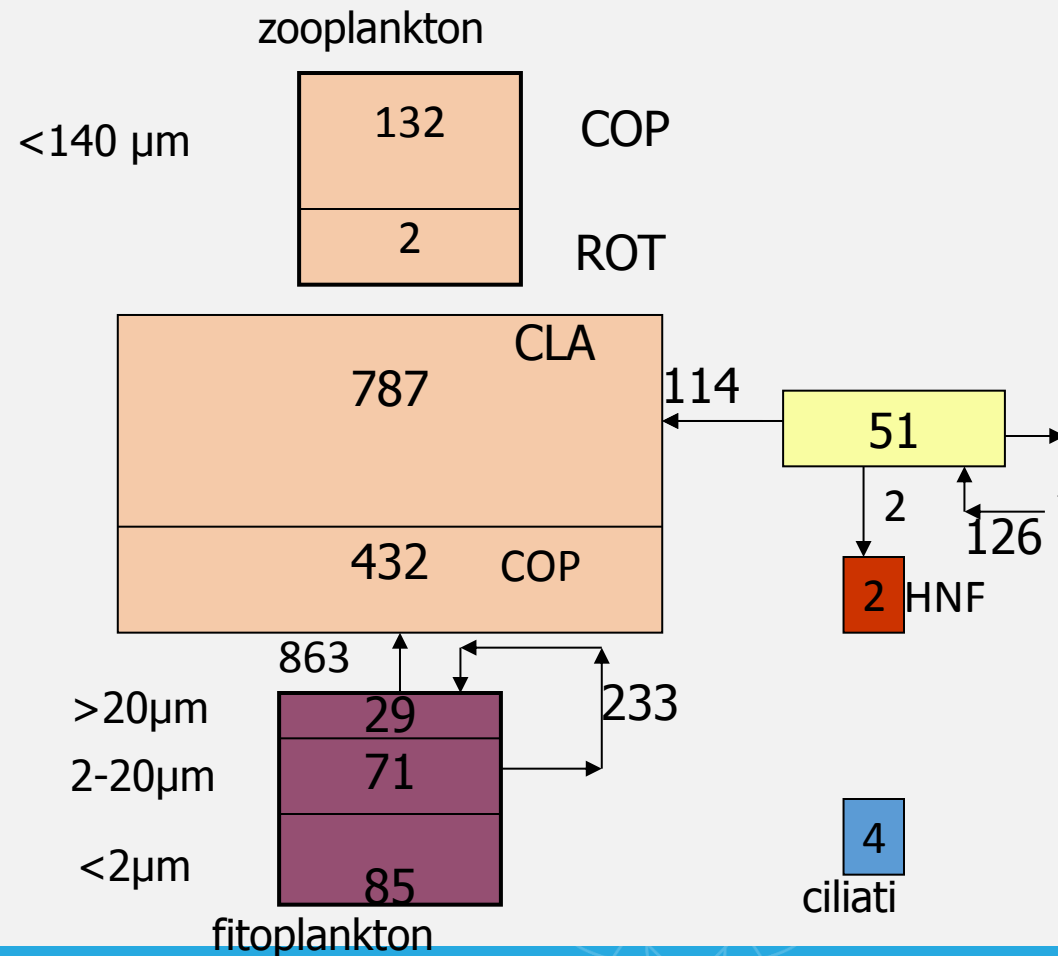 zooplankton
<140 µm
132
COP
2
ROT
CLA
787
114
51
432
COP
2
126
2
HNF
863
>20µm
29
233
2-20µm
71
<2µm
85
4
ciliati
fitoplankton